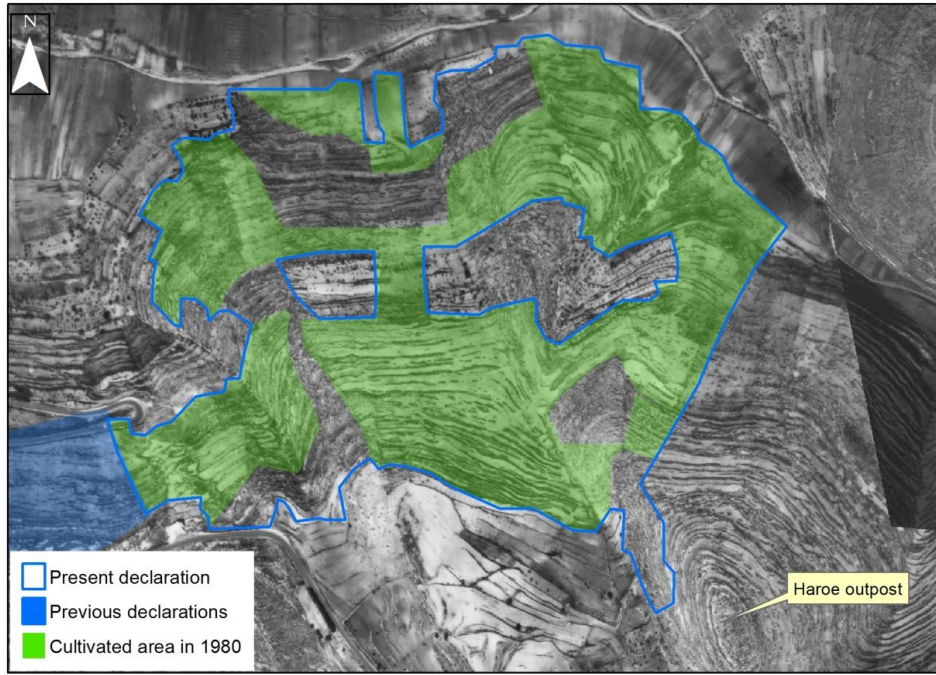 N
Haroe outpost
Present declaration
Previous declarations
Cultivated area in 1980